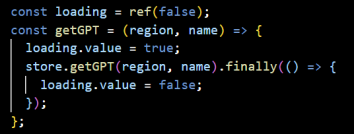 const loading = ref(false);
const getGPT = (region, name) => {
  loading.value = true;
  store.getGPT(region, name).finally(() => {
    loading.value = false;
  });
};